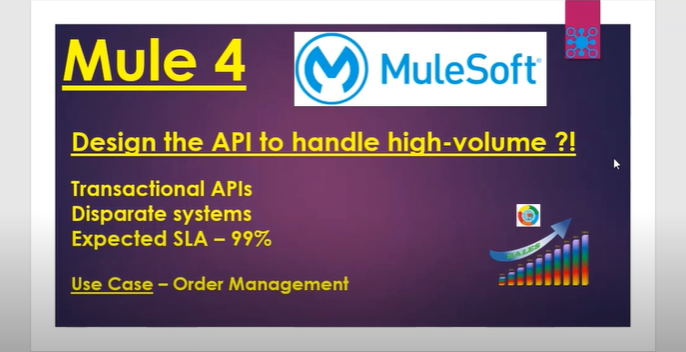 Mule 4
MuleSoft
Design the API to handle high-volume ?!
Transactional APIs
Disparate systems
Expected SLA – 99%
SALES
Use Case – Order Management